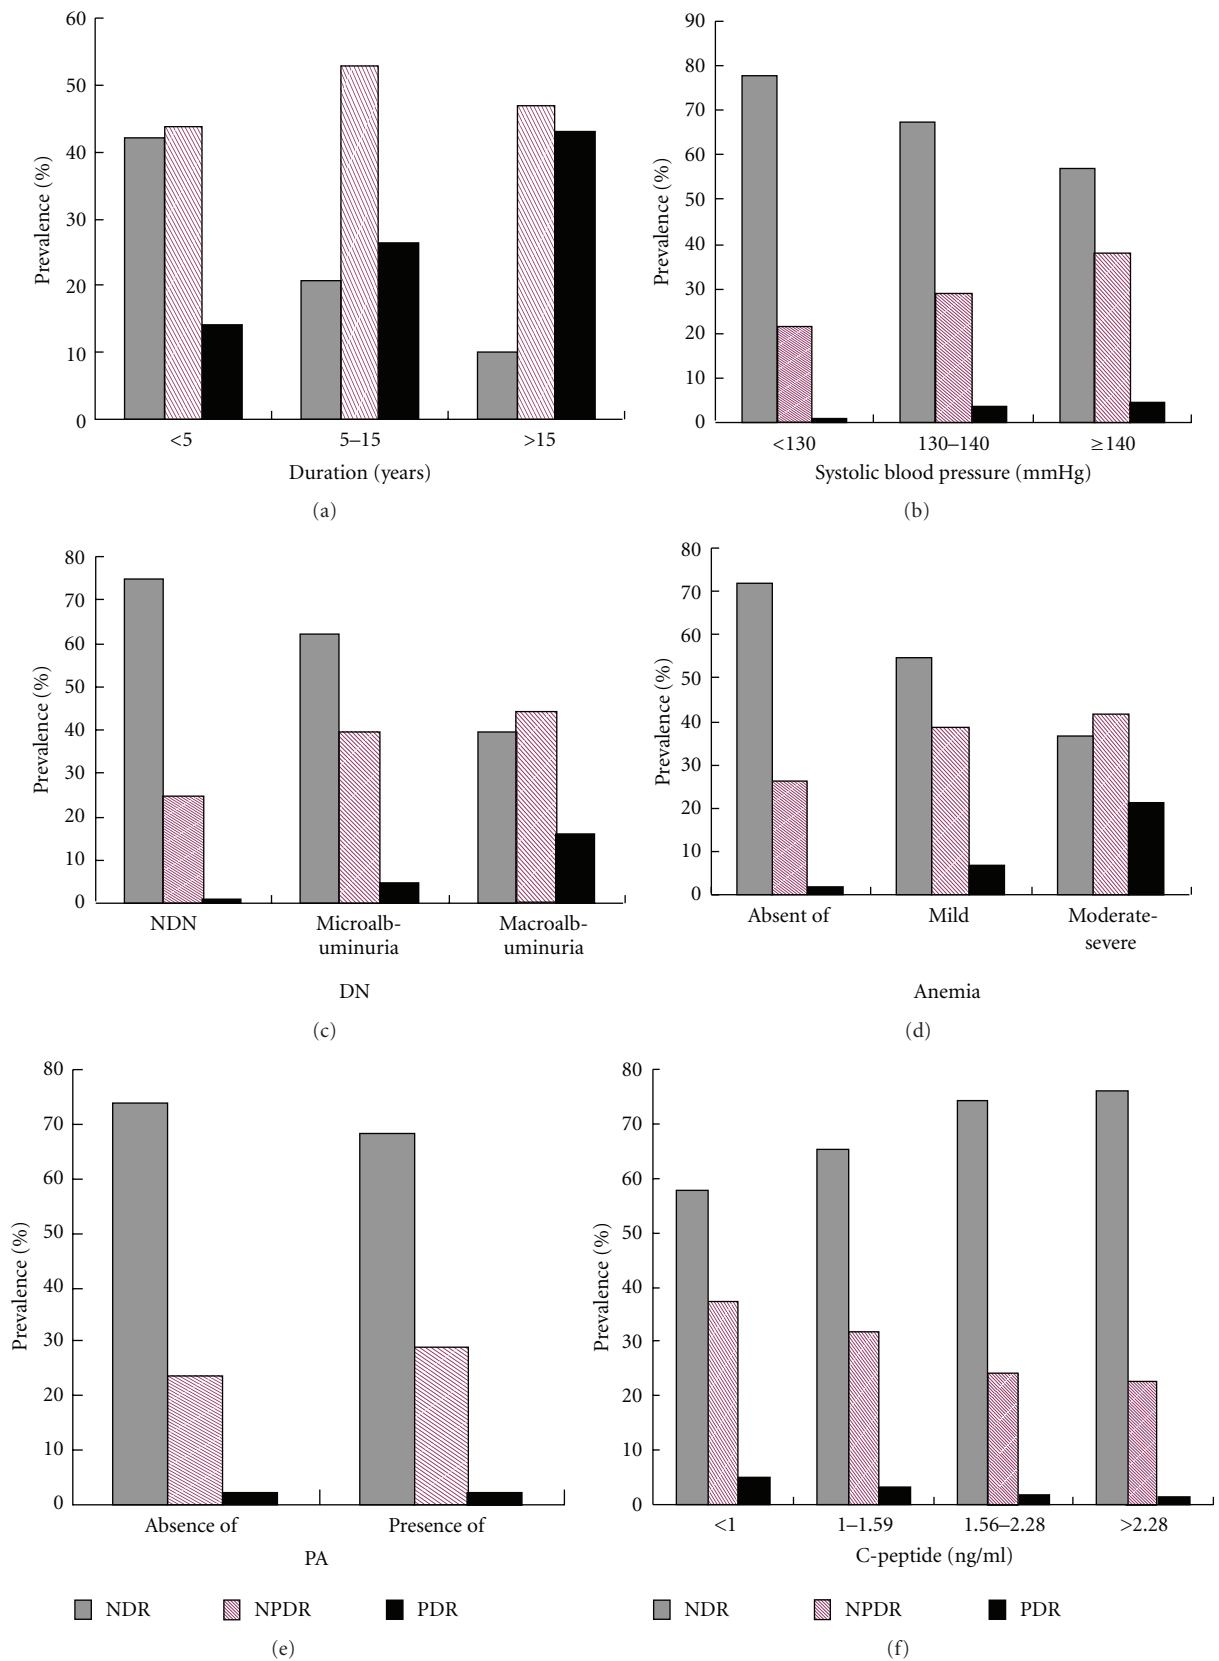 60
50
40
30
20
10
0
Prevalence (%)
<5
5–15
>15
Duration (years)
(a)
90
80
70
60
50
40
30
20
10
0
Prevalence (%)
<130
130–140
≥140
Systolic blood pressure (mmHg)
(b)
80
70
60
50
40
30
20
10
0
Prevalence (%)
NDN
Microalb-
uminuria
Macroalb-
uminuria
DN
(c)
80
70
60
50
40
30
20
10
0
Prevalence (%)
Absent of
Mild
Moderate-
severe
Anemia
(d)
80
70
60
50
40
30
20
10
0
Prevalence (%)
Absence of
Presence of
PA
NDR
NPDR
PDR
(e)
80
70
60
50
40
30
20
10
0
Prevalence (%)
<1
1–1.59
1.56–2.28
>2.28
C-peptide (ng/ml)
NDR
NPDR
PDR
(f)